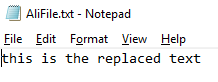 AliFile.txt - Notepad
File Edit Format View Help
this is the replaced text